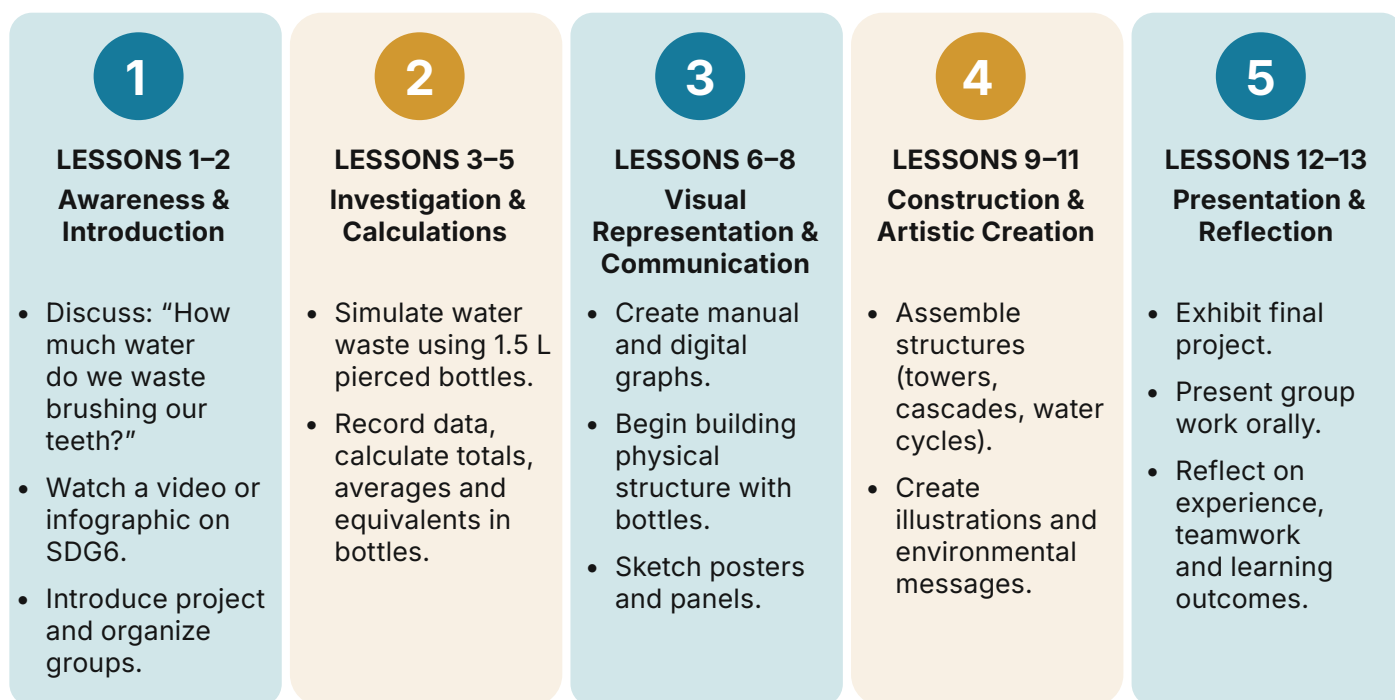 1
LESSONS 1–2
Awareness &
Introduction
• Discuss: “How
much water
do we waste
brushing our
teeth?”
• Watch a video or
infographic on
SDG6.
• Introduce project
and organize
groups.
2
LESSONS 3–5
Investigation &
Calculations
• Simulate water
waste using 1.5 L
pierced bottles.
• Record data,
calculate totals,
averages and
equivalents in
bottles.
3
LESSONS 6–8
Visual
Representation &
Communication
• Create manual
and digital
graphs.
• Begin building
physical
structure with
bottles.
• Sketch posters
and panels.
4
LESSONS 9–11
Construction &
Artistic Creation
• Assemble
structures
(towers,
cascades, water
cycles).
• Create
illustrations and
environmental
messages.
5
LESSONS 12–13
Presentation &
Reflection
• Exhibit final
project.
• Present group
work orally.
• Reflect on
experience,
teamwork
and learning
outcomes.